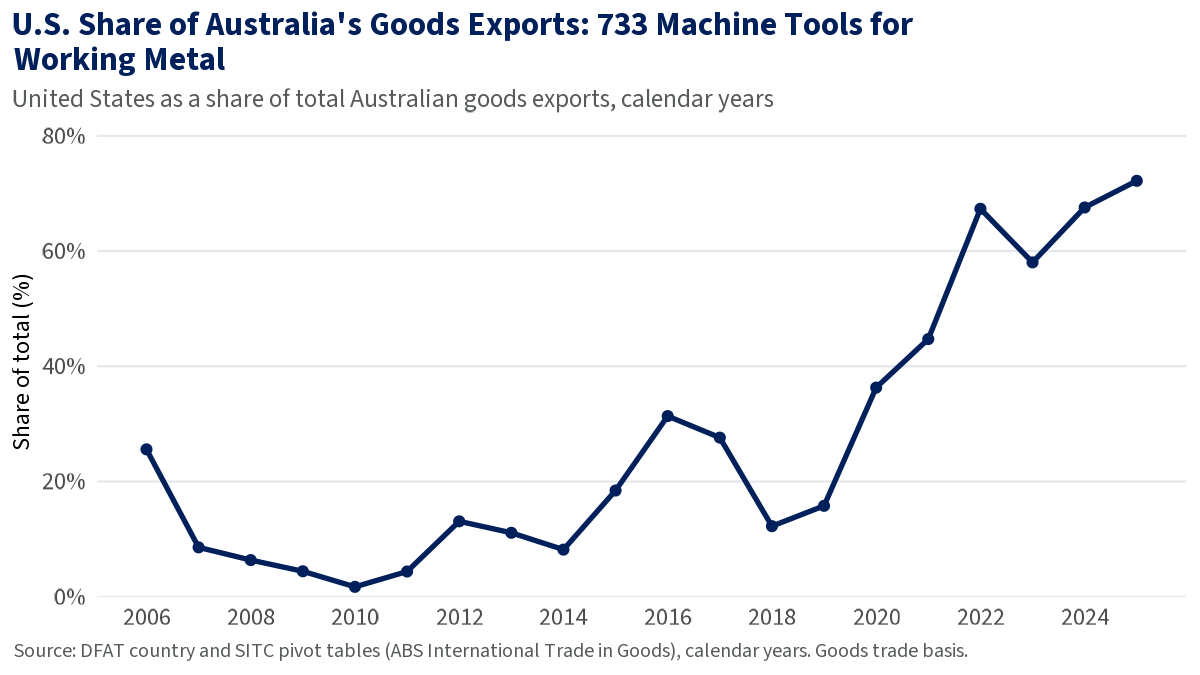 U.S. Share of Australia's Goods Exports: 733 Machine Tools for
Working Metal
United States as a share of total Australian goods exports, calendar years
Share of total (%)
80%
60%
40%
20%
0%
2006 2008 2010 2012 2014 2016 2018 2020 2022 2024
Source: DFAT country and SITC pivot tables (ABS International Trade in Goods), calendar years. Goods trade basis.